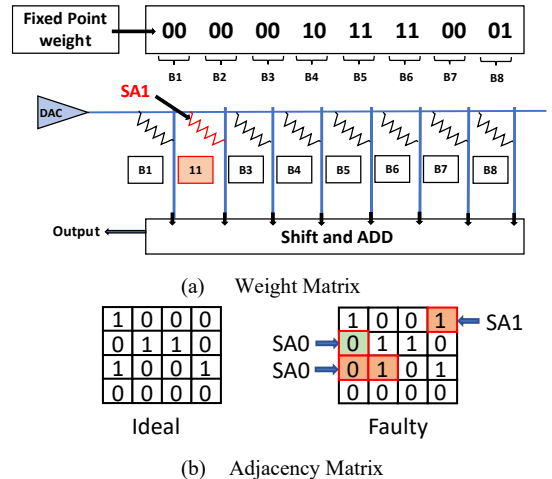 Fixed Point weight
00 00 00 10 11 11 00 01
B1 B2 B3 B4 B5 B6 B7 B8
SA1
DAC
B1 11 B3 B4 B5 B6 B7 B8
Output
Shift and ADD
(a) Weight Matrix
1 0 0 0
0 1 1 0
1 0 0 1
0 0 0 0
Ideal
1 0 0 1
SA1
SA0
0 1 1 0
SA0
0 1 0 1
0 0 0 0
Faulty
(b) Adjacency Matrix